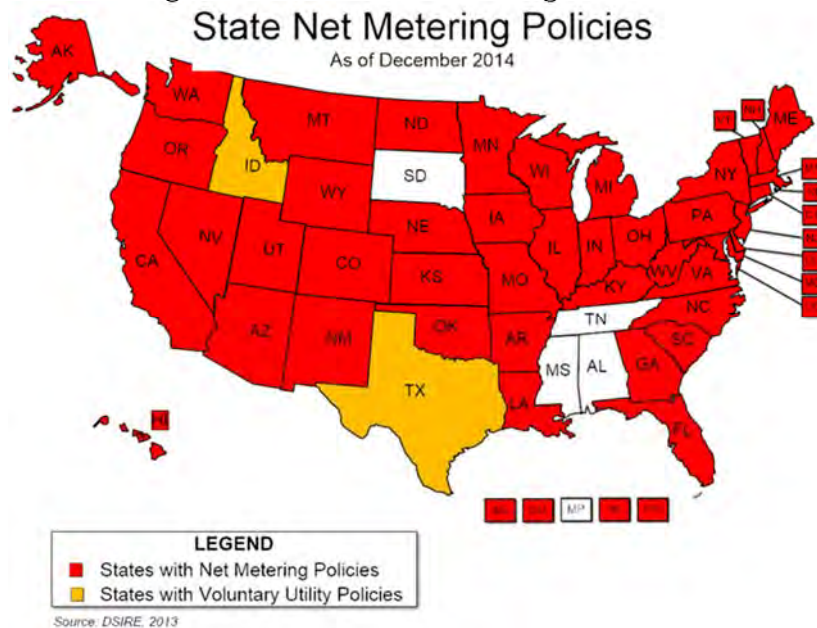 State Net Metering Policies
As of December 2014
AK
WA
MT
ND
MN
ME
VT
NH
OR
ID
WY
SD
WI
MI
NY
NV
UT
CO
NE
IA
IL
IN
OH
PA
CA
KS
MO
KY
WV
VA
AZ
NM
OK
AR
TN
NC
SC
TX
LA
MS
AL
GA
FL
HI
MP
LEGEND
States with Net Metering Policies
States with Voluntary Utility Policies
Source: DSIRE, 2013